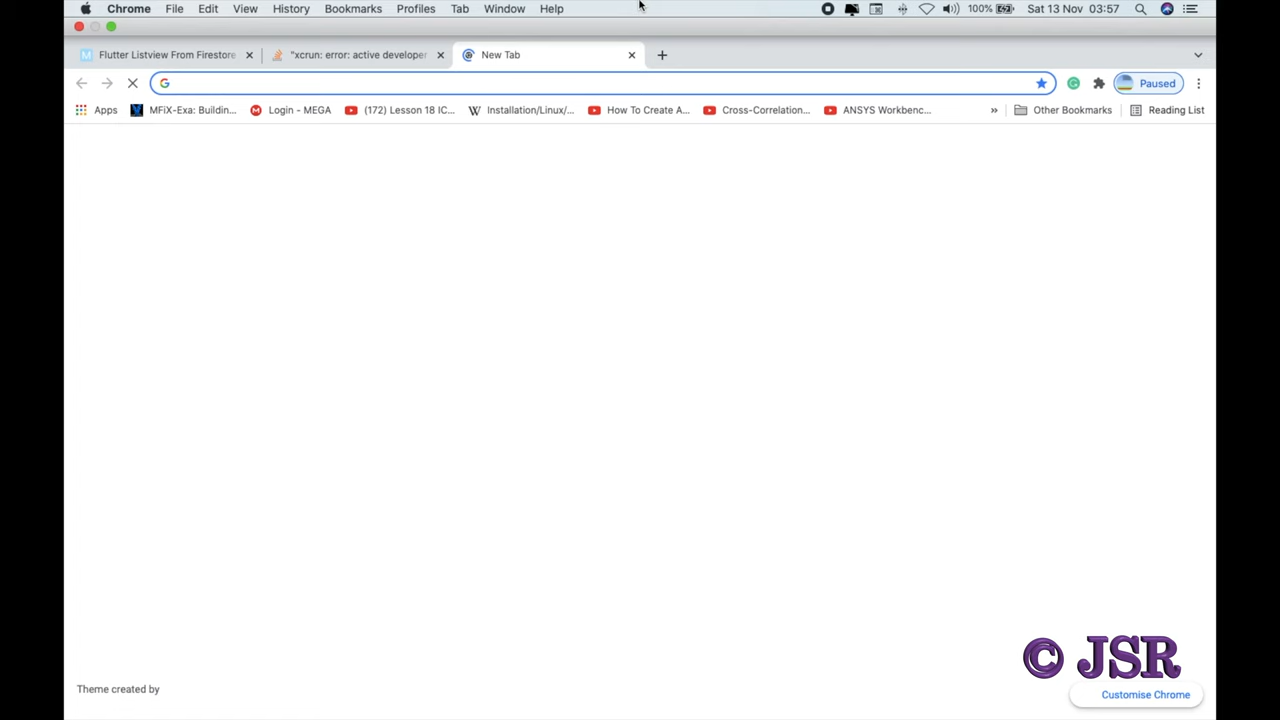 Chrome File Edit View History Bookmarks Profiles Tab Window Help 100% Sat 13 Nov 03:57
Flutter Listview From Firestore "xcrun: error: active developer New Tab
Paused
Apps MFiX-Exa: Building... Login - MEGA (172) Lesson 18 IC... Installation/Linux/... How To Create A... Cross-Correlation... ANSYS Workbenc... » Other Bookmarks Reading List
© JSR
Theme created by
Customise Chrome